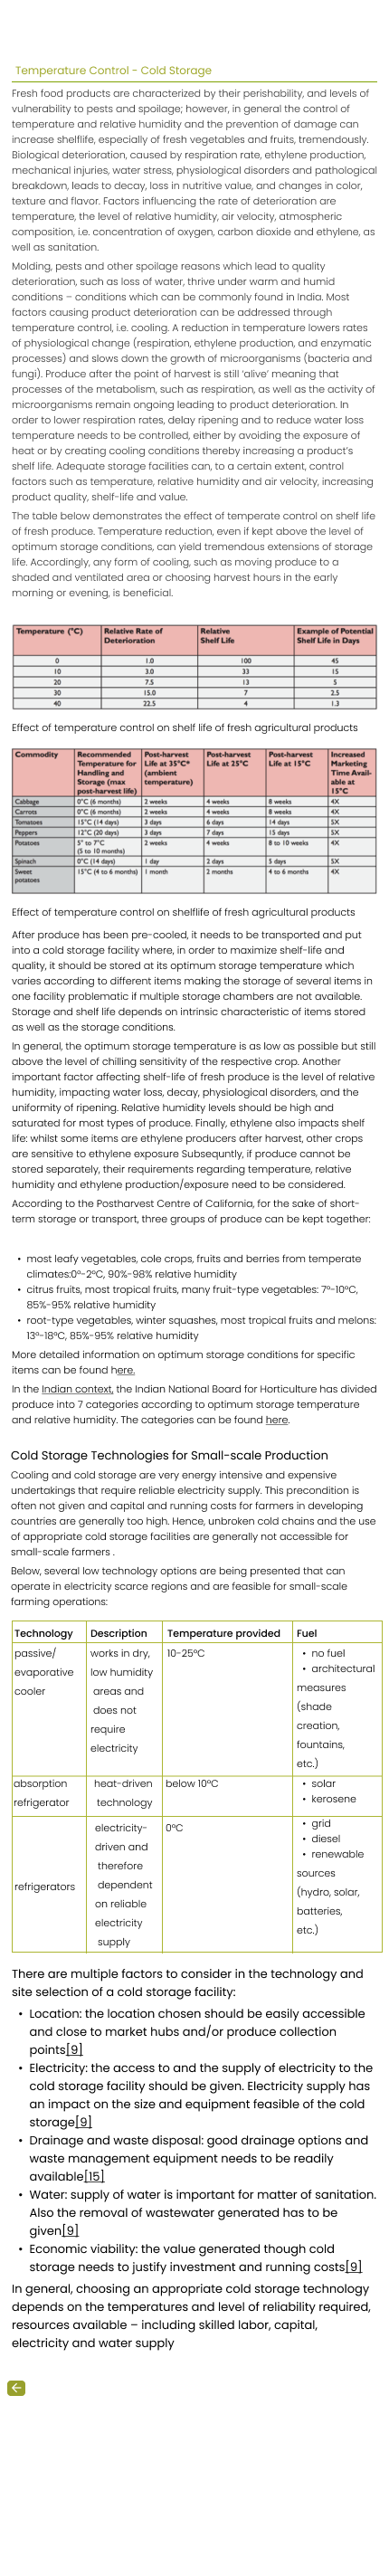 Temperature Control - Cold Storage
Fresh food products are characterized by their perishability, and levels of
vulnerability to pests and spoilage; however, in general the control of
temperature and relative humidity and the prevention of damage can
increase shelflife, especially of fresh vegetables and fruits, tremendously.
Biological deterioration, caused by respiration rate, ethylene production,
mechanical injuries, water stress, physiological disorders and pathological
breakdown, leads to decay, loss in nutritive value, and changes in color,
texture and flavor. Factors influencing the rate of deterioration are
temperature, the level of relative humidity, air velocity, atmospheric
composition, i.e. concentration of oxygen, carbon dioxide and ethylene, as
well as sanitation.
Molding, pests and other spoilage reasons which lead to quality
deterioration, such as loss of water, thrive under warm and humid
conditions – conditions which can be commonly found in India. Most
factors causing product deterioration can be addressed through
temperature control, i.e. cooling. A reduction in temperature lowers rates
of physiological change (respiration, ethylene production, and enzymatic
processes) and slows down the growth of microorganisms (bacteria and
fungi). Produce after the point of harvest is still 'alive' meaning that
processes of the metabolism, such as respiration, as well as the activity of
microorganisms remain ongoing leading to product deterioration. In
order to lower respiration rates, delay ripening and to reduce water loss
temperature needs to be controlled, either by avoiding the exposure of
heat or by creating cooling conditions thereby increasing a product's
shelf life. Adequate storage facilities can, to a certain extent, control
factors such as temperature, relative humidity and air velocity, increasing
product quality, shelf-life and value.
The table below demonstrates the effect of temperate control on shelf life
of fresh produce. Temperature reduction, even if kept above the level of
optimum storage conditions, can yield tremendous extensions of storage
life. Accordingly, any form of cooling, such as moving produce to a
shaded and ventilated area or choosing harvest hours in the early
morning or evening, is beneficial.
Temperature (°C) Relative Rate of Deterioration Relative Shelf Life Example of Potential Shelf Life in Days
0 1.0 100 45
10 3.0 33 15
20 7.5 13 5
30 15.0 7 2.5
40 22.5 4 1.3
Effect of temperature control on shelf life of fresh agricultural products
Commodity Recommended Temperature for Handling and Storage (max post-harvest life) Post-harvest Life at 35°C* (ambient temperature) Post-harvest Life at 25°C Post-harvest Life at 15°C Increased Marketing Time Avail-able at 15°C
Cabbage 0°C (6 months) 2 weeks 4 weeks 8 weeks 4X
Carrots 0°C (6 months) 2 weeks 4 weeks 8 weeks 4X
Tomatoes 15°C (14 days) 3 days 6 days 14 days 5X
Peppers 12°C (20 days) 3 days 7 days 15 days 5X
Potatoes 5° to 7°C (5 to 10 months) 2 weeks 4 weeks 8 to 10 weeks 4X
Spinach 0°C (14 days) 1 day 2 days 5 days 5X
Sweet potatoes 15°C (4 to 6 months) 1 month 2 months 4 to 6 months 4X
Effect of temperature control on shelflife of fresh agricultural products
After produce has been pre-cooled, it needs to be transported and put
into a cold storage facility where, in order to maximize shelf-life and
quality, it should be stored at its optimum storage temperature which
varies according to different items making the storage of several items in
one facility problematic if multiple storage chambers are not available.
Storage and shelf life depends on intrinsic characteristic of items stored
as well as the storage conditions.
In general, the optimum storage temperature is as low as possible but still
above the level of chilling sensitivity of the respective crop. Another
important factor affecting shelf-life of fresh produce is the level of relative
humidity, impacting water loss, decay, physiological disorders, and the
uniformity of ripening. Relative humidity levels should be high and
saturated for most types of produce. Finally, ethylene also impacts shelf
life: whilst some items are ethylene producers after harvest, other crops
are sensitive to ethylene exposure Subsequntly, if produce cannot be
stored separately, their requirements regarding temperature, relative
humidity and ethylene production/exposure need to be considered.
According to the Postharvest Centre of California, for the sake of short-
term storage or transport, three groups of produce can be kept together:
• most leafy vegetables, cole crops, fruits and berries from temperate
climates:0º-2ºC, 90%-98% relative humidity
• citrus fruits, most tropical fruits, many fruit-type vegetables: 7º-10ºC,
85%-95% relative humidity
• root-type vegetables, winter squashes, most tropical fruits and melons:
13º-18ºC, 85%-95% relative humidity
More detailed information on optimum storage conditions for specific
items can be found here.
In the Indian context, the Indian National Board for Horticulture has divided
produce into 7 categories according to optimum storage temperature
and relative humidity. The categories can be found here.
Cold Storage Technologies for Small-scale Production
Cooling and cold storage are very energy intensive and expensive
undertakings that require reliable electricity supply. This precondition is
often not given and capital and running costs for farmers in developing
countries are generally too high. Hence, unbroken cold chains and the use
of appropriate cold storage facilities are generally not accessible for
small-scale farmers .
Below, several low technology options are being presented that can
operate in electricity scarce regions and are feasible for small-scale
farming operations:
Technology Description Temperature provided Fuel
passive/ evaporative cooler works in dry, low humidity areas and does not require electricity 10-25ºC • no fuel • architectural measures (shade creation, fountains, etc.)
absorption refrigerator heat-driven technology below 10ºC • solar • kerosene
refrigerators electricity-driven and therefore dependent on reliable electricity supply 0ºC • grid • diesel • renewable sources (hydro, solar, batteries, etc.)
There are multiple factors to consider in the technology and
site selection of a cold storage facility:
• Location: the location chosen should be easily accessible
and close to market hubs and/or produce collection
points[9]
• Electricity: the access to and the supply of electricity to the
cold storage facility should be given. Electricity supply has
an impact on the size and equipment feasible of the cold
storage[9]
• Drainage and waste disposal: good drainage options and
waste management equipment needs to be readily
available[15]
• Water: supply of water is important for matter of sanitation.
Also the removal of wastewater generated has to be
given[9]
• Economic viability: the value generated though cold
storage needs to justify investment and running costs[9]
In general, choosing an appropriate cold storage technology
depends on the temperatures and level of reliability required,
resources available – including skilled labor, capital,
electricity and water supply